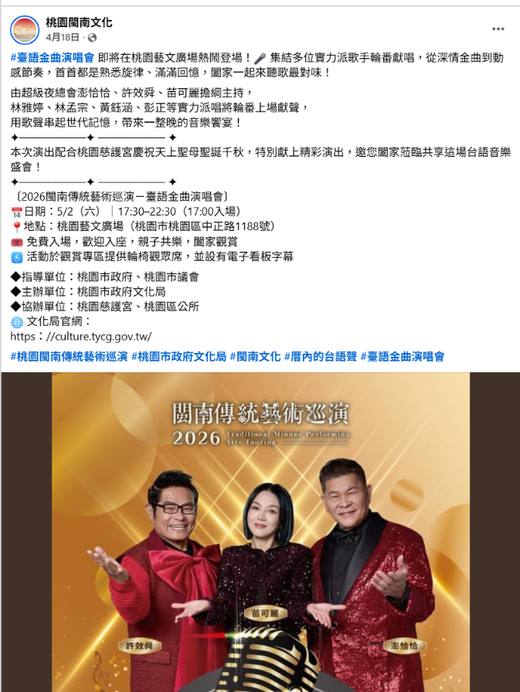 桃園閩南文化
4月18日 ·
#臺語金曲演唱會 即將在桃園藝文廣場熱鬧登場！🎤 集結多位實力派歌手輪番獻唱，從深情金曲到動
感節奏，首首都是熟悉旋律、滿滿回憶，闔家一起來聽歌最對味！
由超級夜總會澎恰恰、許效舜、苗可麗擔綱主持，
林雅婷、林孟宗、黃鈺涵、彭正等實力派唱將輪番上場獻聲，
用歌聲串起世代記憶，帶來一整晚的音樂饗宴！
✦—————————✦ ————————— ✦
本次演出配合桃園慈護宮慶祝天上聖母聖誕千秋，特別獻上精彩演出，邀您闔家蒞臨共享這場台語音樂
盛會！
✦—————————✦ ————————— ✦
〔2026閩南傳統藝術巡演－臺語金曲演唱會〕
📅日期：5/2（六）｜17:30–22:30（17:00入場）
📍地點：桃園藝文廣場（桃園市桃園區中正路1188號）
🎟️ 免費入場，歡迎入座，親子共樂，闔家觀賞
♿ 活動於觀賞專區提供輪椅觀眾席，並設有電子看板字幕
◆指導單位：桃園市政府、桃園市議會
◆主辦單位：桃園市政府文化局
◆協辦單位：桃園慈護宮、桃園區公所
🌐 文化局官網：
https：//culture.tycg.gov.tw/
#桃園閩南傳統藝術巡演 #桃園市政府文化局 #閩南文化 #厝內的台語聲 #臺語金曲演唱會
閩南傳統藝術巡演
2026 Traditional Minnan Performing
Arts Touring
苗可麗
許效舜
澎恰恰